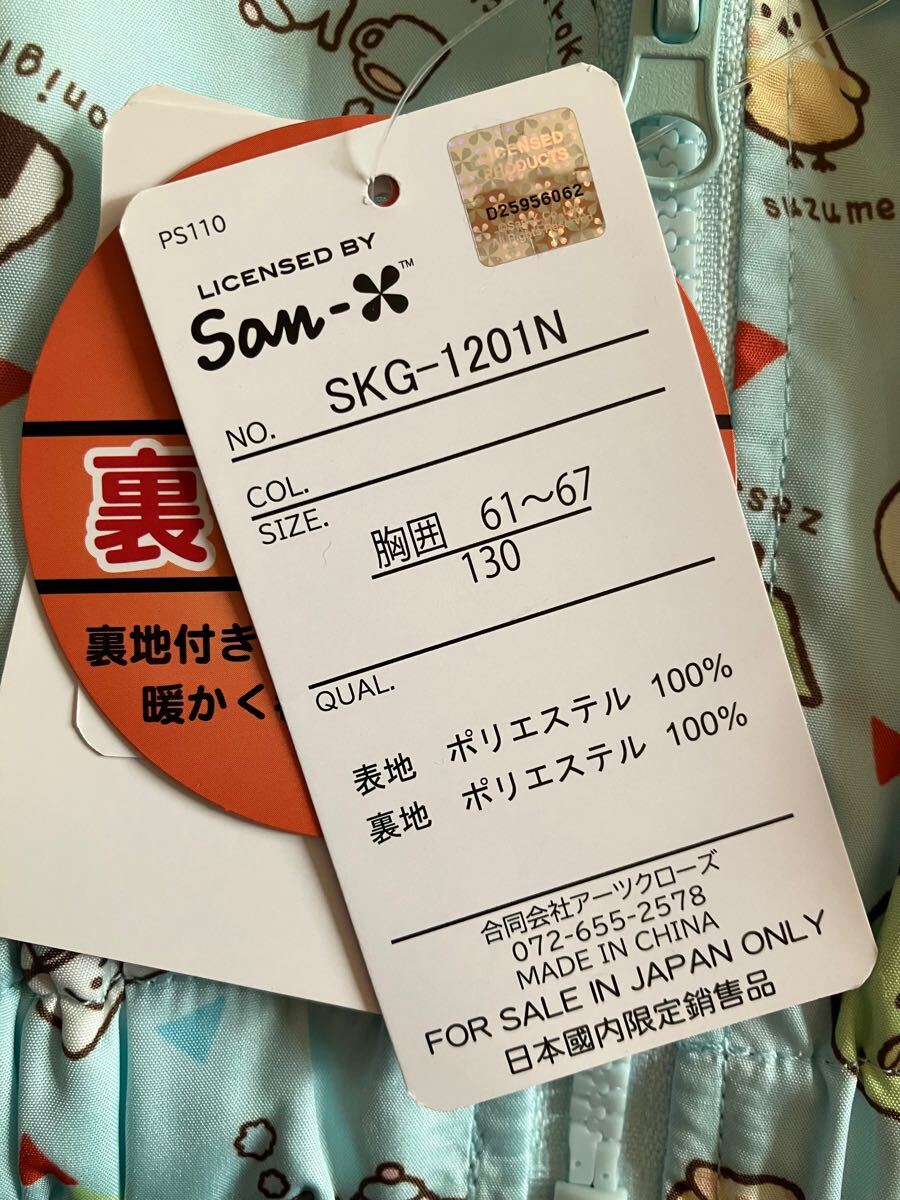 onigi
yok
suzume
PS110
LICENSED BY
San-X™
LICENSED
PRODUCTS
D25956062
NO. SKG-1201N
COL.
SIZE.
胸囲 61～67
130
QUAL.
表地 ポリエステル 100%
裏地 ポリエステル 100%
合同会社アーツクローズ
072-655-2578
MADE IN CHINA
FOR SALE IN JAPAN ONLY
日本國内限定銷售品
裏
裏地付き
暖かく